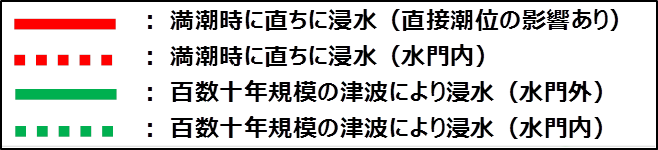 ：満潮時に直ちに浸水（直接潮位の影響あり）
：満潮時に直ちに浸水（水門内）
：百数十年規模の津波により浸水（水門外）
：百数十年規模の津波により浸水（水門内）